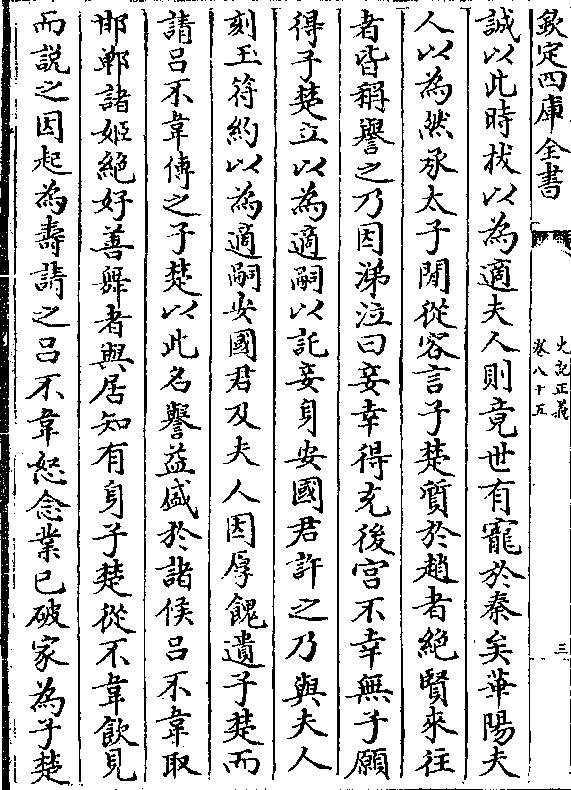 欽定四庫全書
史記正義
卷八十五
三
誠以此時拔以為適夫人則竟世有寵於秦矣華陽夫
人以為然承太子閒從容言子楚質於趙者絕賢來往
者皆稱譽之乃因涕泣曰妾幸得充後宮不幸無子願
得子楚立以為適嗣以託妾身安國君許之乃與夫人
刻玉符約以為適嗣安國君及夫人因厚餽遺子楚而
請呂不韋傅之子楚以此名譽益盛於諸侯呂不韋取
邯鄲諸姬絕好善舞者與居知有身子楚從不韋飲見
而說之因起為壽請之呂不韋怒念業已破家為子楚